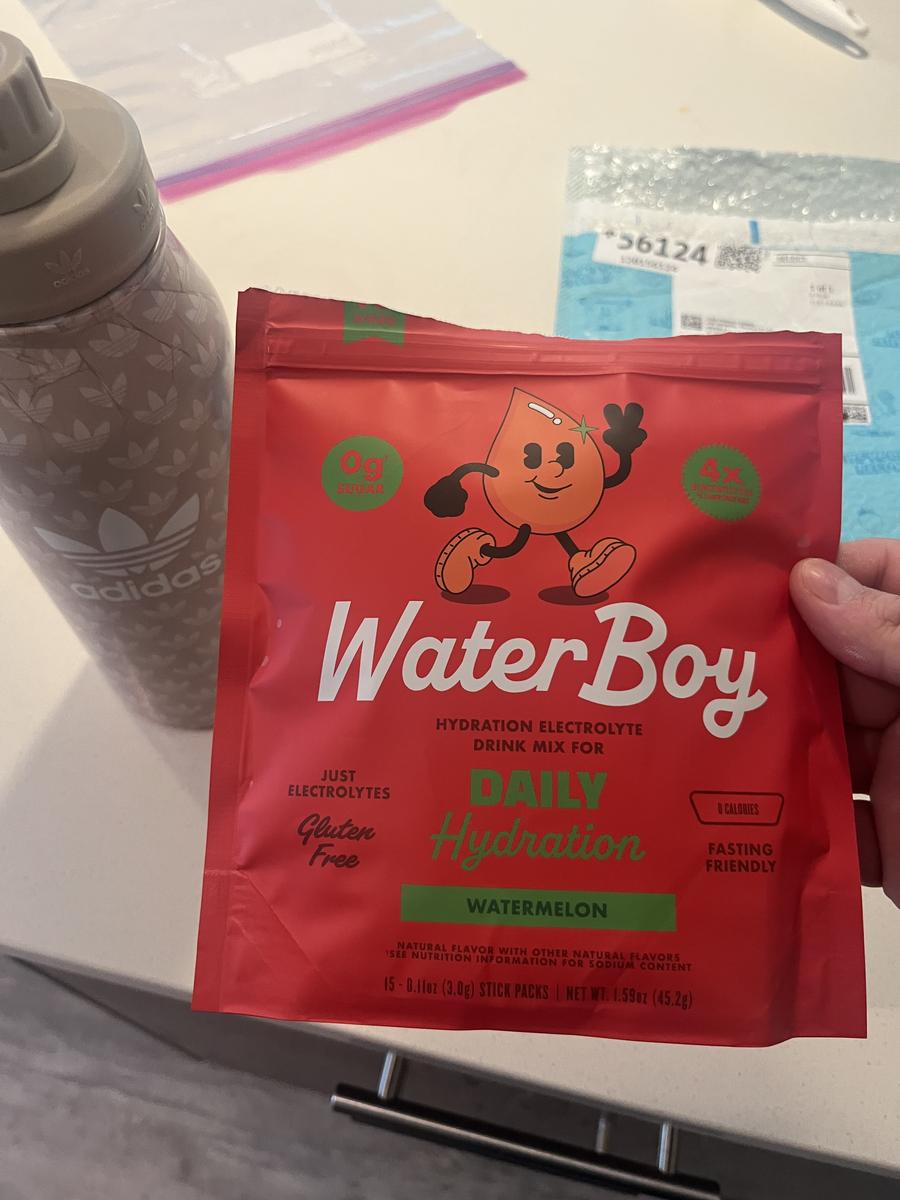 *56124
adidas
adidas
0g
SUGAR
4x
WaterBoy
HYDRATION ELECTROLYTE
DRINK MIX FOR
DAILY
Hydration
JUST
ELECTROLYTES
Gluten
Free
0 CALORIES
FASTING
FRIENDLY
WATERMELON
NATURAL FLAVOR WITH OTHER NATURAL FLAVORS
SEE NUTRITION INFORMATION FOR SODIUM CONTENT
15 - 0.11oz (3.0g) STICK PACKS | NET WT. 1.59oz (45.2g)